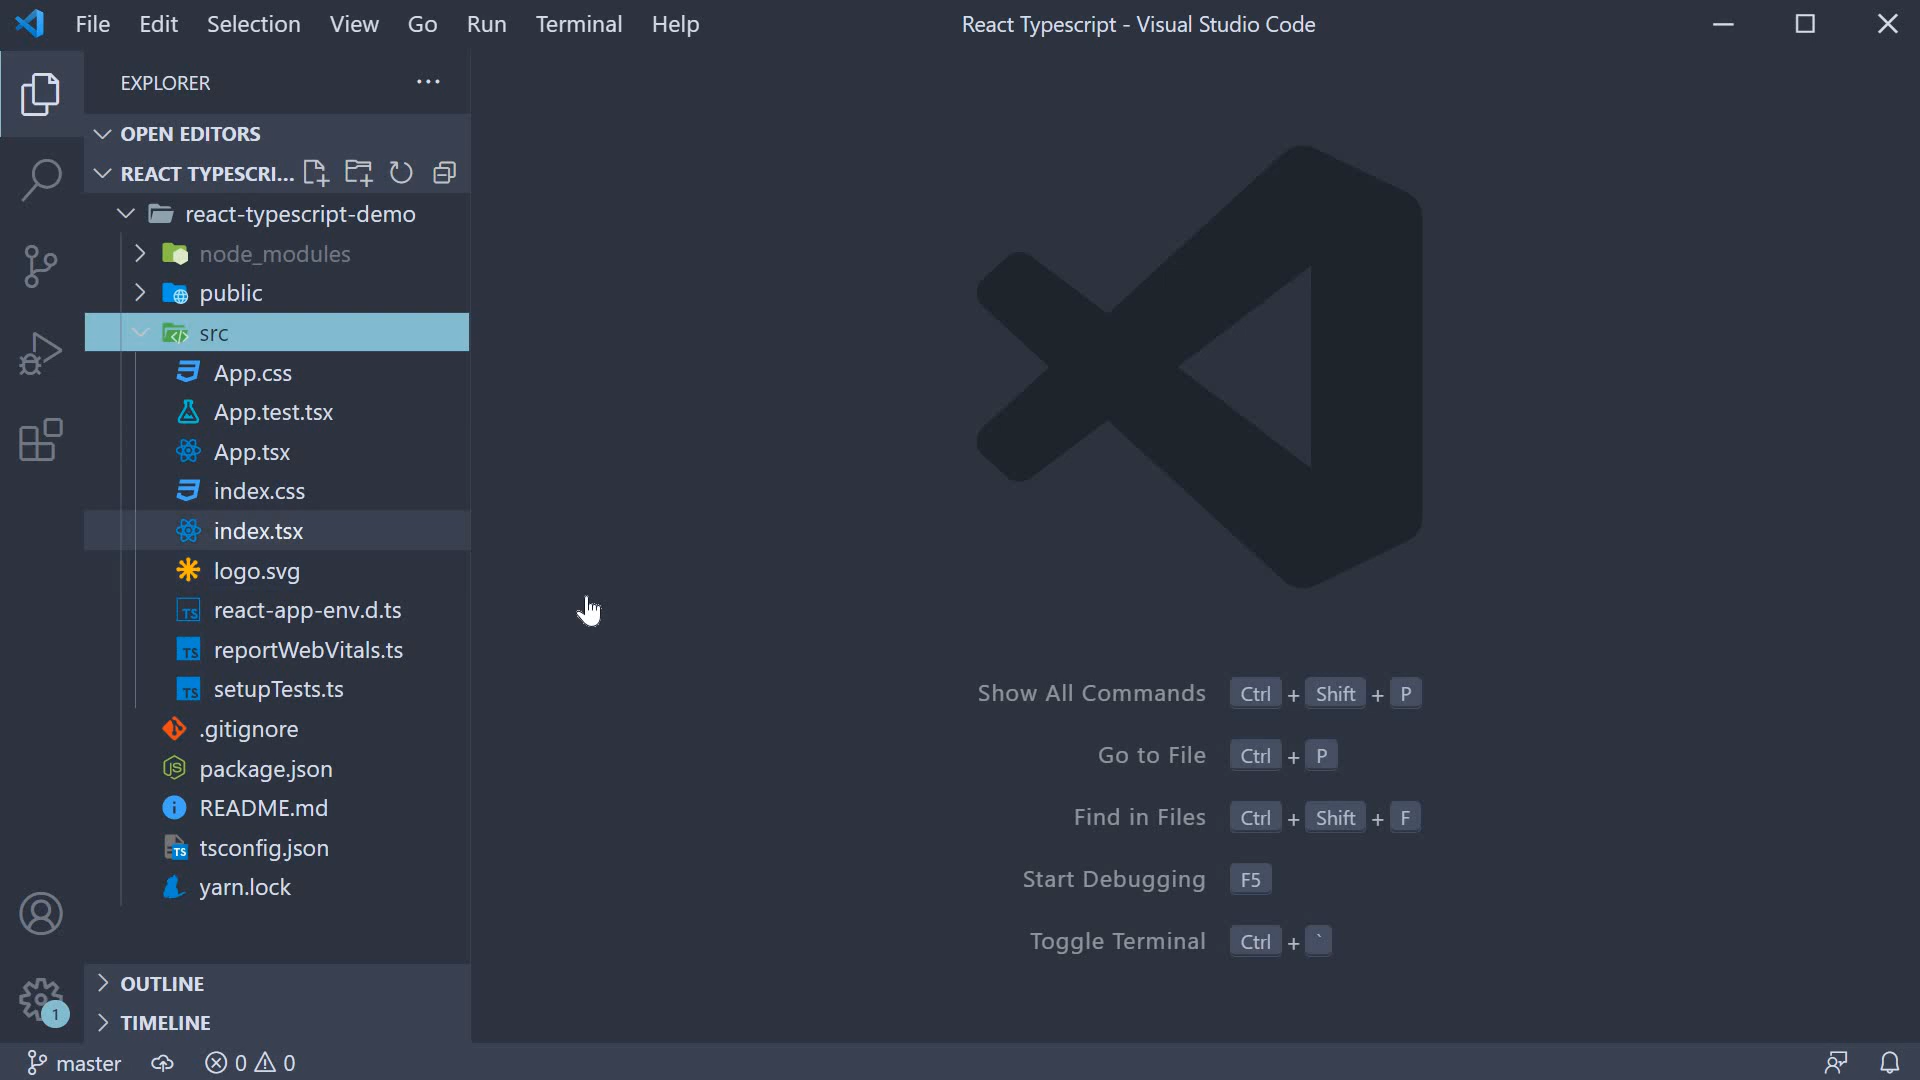 File Edit Selection View Go Run Terminal Help React Typescript - Visual Studio Code
EXPLORER
OPEN EDITORS
REACT TYPESCRI...
react-typescript-demo
node_modules
public
src
App.css
App.test.tsx
App.tsx
index.css
index.tsx
logo.svg
react-app-env.d.ts
reportWebVitals.ts
setupTests.ts
.gitignore
package.json
README.md
tsconfig.json
yarn.lock
OUTLINE
TIMELINE
Show All Commands Ctrl + Shift + P
Go to File Ctrl + P
Find in Files Ctrl + Shift + F
Start Debugging F5
Toggle Terminal Ctrl + `
1
master 0 0